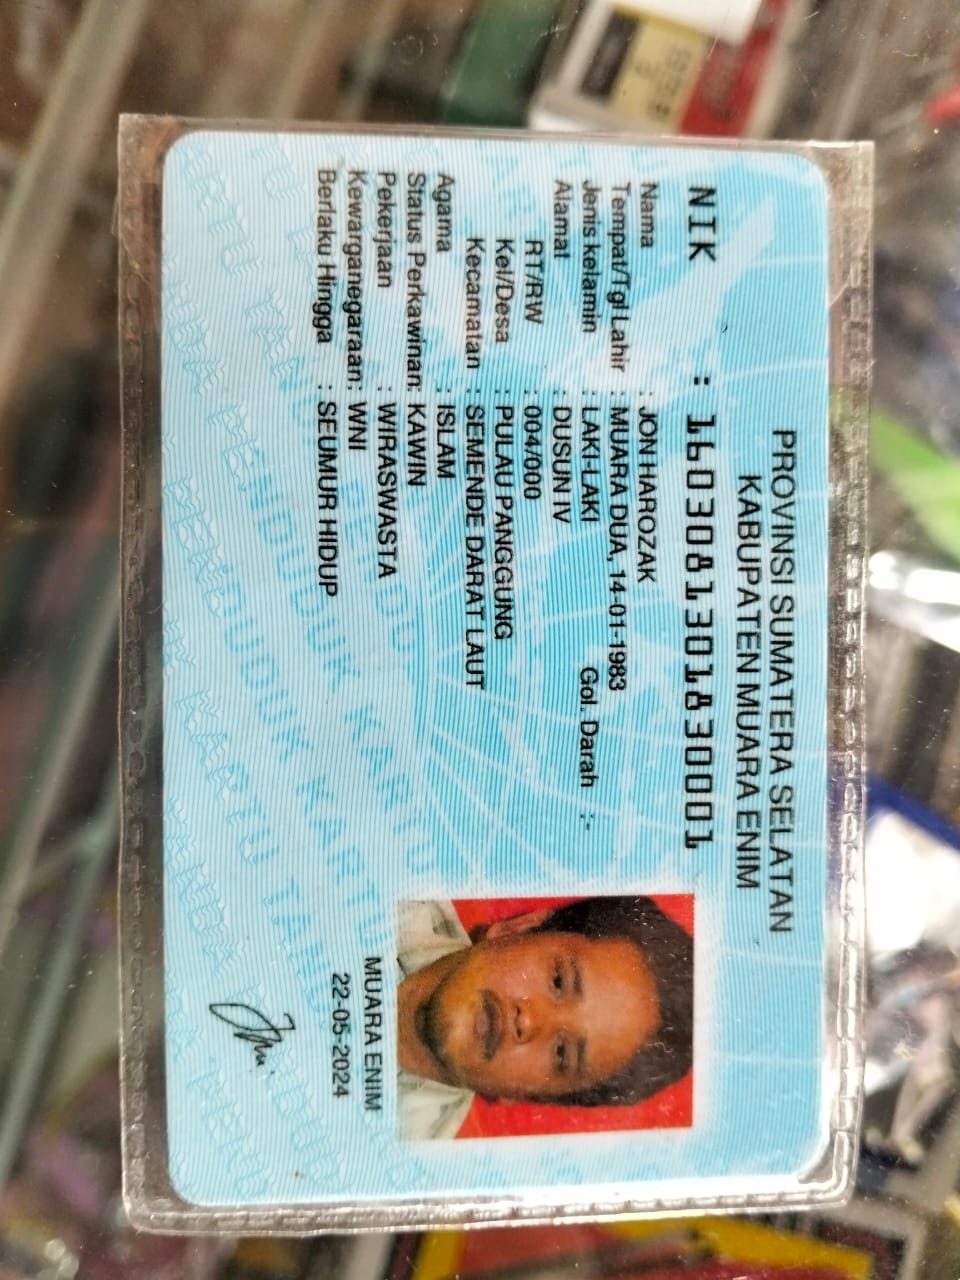 PROVINSI SUMATERA SELATAN
KABUPATEN MUARA ENIM
NIK : 1603081301830001
Nama : JON HAROZAK
Tempat/Tgl Lahir : MUARA DUA, 14-01-1983
Jenis kelamin : LAKI-LAKI Gol. Darah :-
Alamat : DUSUN IV
RT/RW : 004/000
Kel/Desa : PULAU PANGGUNG
Kecamatan : SEMENDE DARAT LAUT
Agama : ISLAM
Status Perkawinan: KAWIN
Pekerjaan : WIRASWASTA
Kewarganegaraan: WNI
Berlaku Hingga : SEUMUR HIDUP
MUARA ENIM
22-05-2024